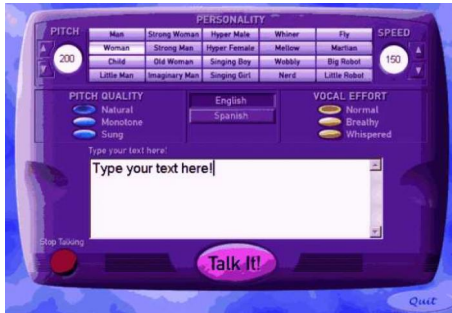 PERSONALITY
PITCH
SPEED
Man Strong Woman Hyper Male Whiner Fly
200
Woman Strong Man Hyper Female Mellow Martian
150
Child Old Woman Singing Boy Wobbly Big Robot
Little Man Imaginary Man Singing Girl Nerd Little Robot
PITCH QUALITY
Natural
Monotone
Sung
English
Spanish
VOCAL EFFORT
Normal
Breathy
Whispered
Type your text here!
Type your text here!
Stop Talking
Talk It!
Quit